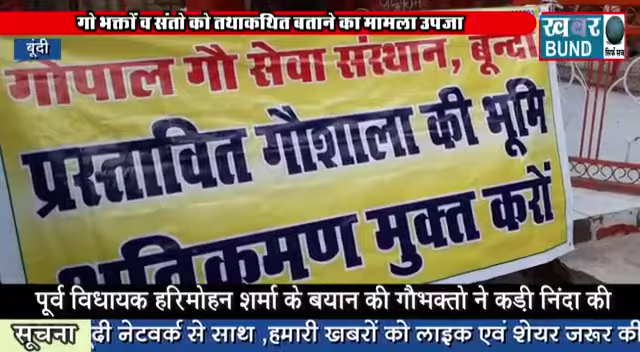 गो भक्तों व संतो को तथाकथित बताने का मामला उपजा
खबर
BUND
बूंदी
गोपाल गौ सेवा संस्थान, बून्दी
प्रस्तावित गौशाला की भूमि
अतिक्रमण मुक्त करों
पूर्व विधायक हरिमोहन शर्मा के बयान की गौभक्तो ने कड़ी निंदा की
सूचना
दी नेटवर्क से साथ ,हमारी खबरों को लाइक एवं शेयर जरूर की